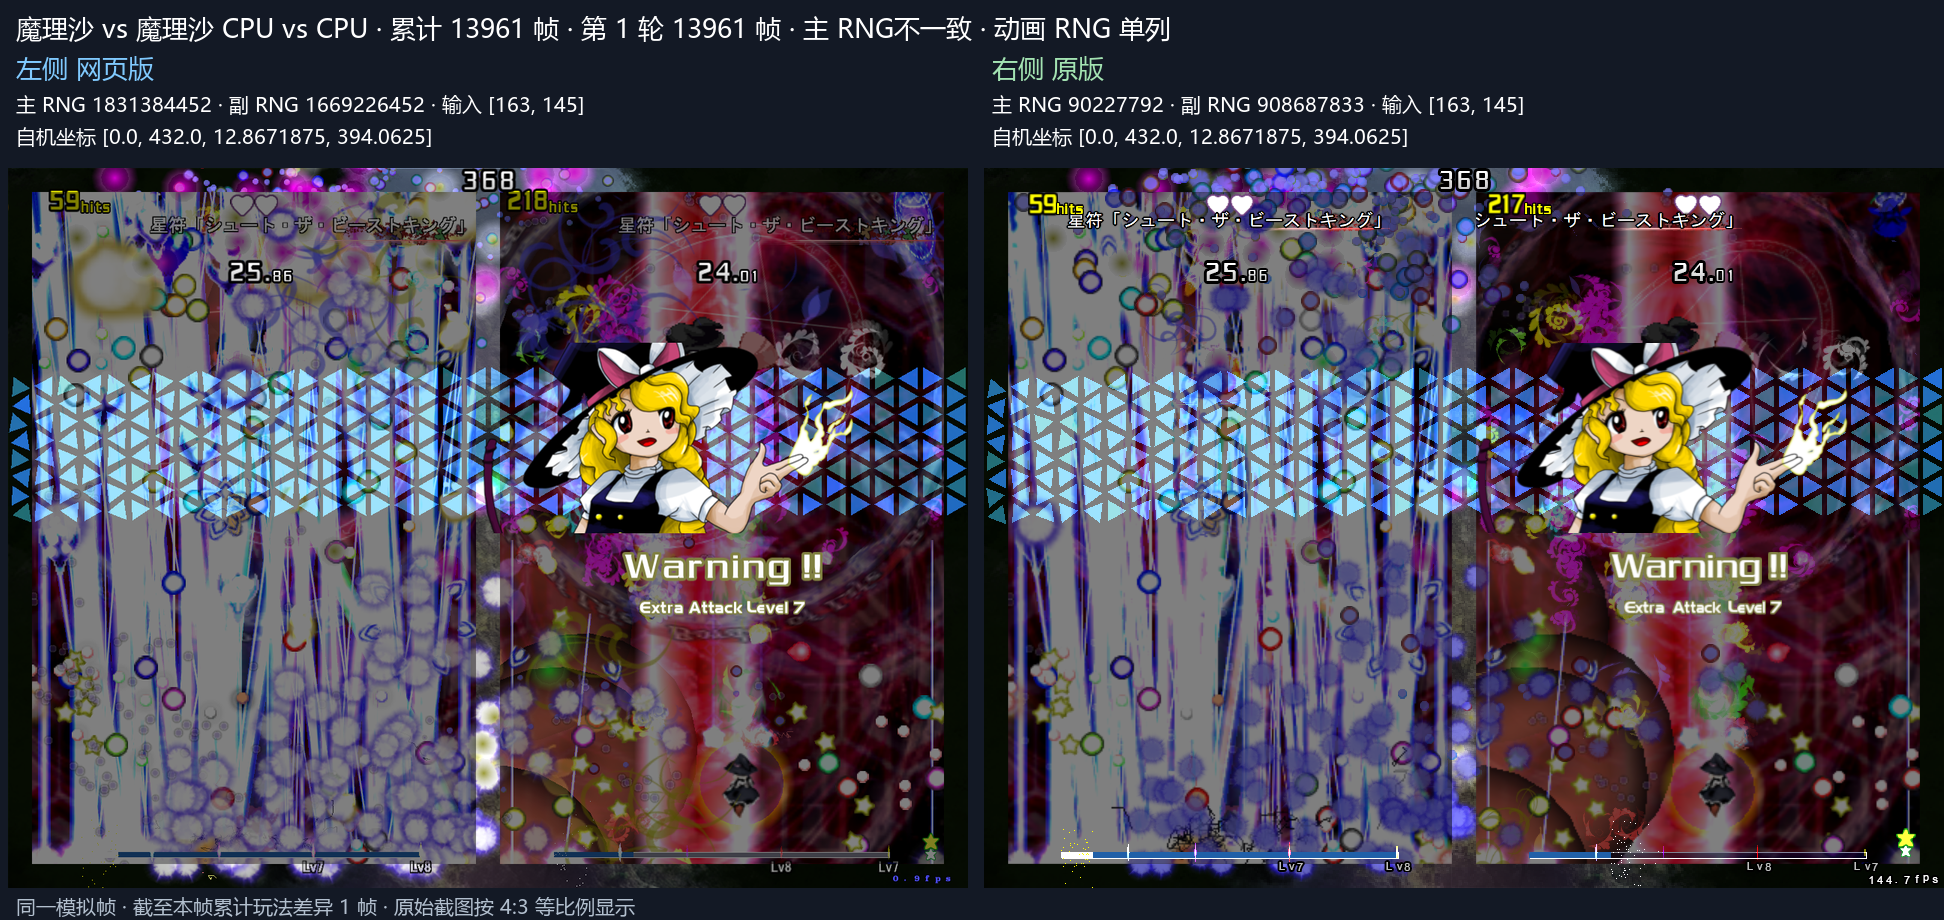 魔理沙 vs 魔理沙 CPU vs CPU · 累计 13961 帧 · 第 1 轮 13961 帧 · 主 RNG不一致 · 动画 RNG 单列
左侧 网页版
主 RNG 1831384452 · 副 RNG 1669226452 · 输入 [163, 145]
自机坐标 [0.0, 432.0, 12.8671875, 394.0625]
368
59hits
218hits
星符「シュート・ザ・ビーストキング」
星符「シュート・ザ・ビーストキング」
25.86
24.01
Warning !!
Extra Attack Level 7
Lv7
Lv8
Lv8
Lv7
0.9fps
右侧 原版
主 RNG 90227792 · 副 RNG 908687833 · 输入 [163, 145]
自机坐标 [0.0, 432.0, 12.8671875, 394.0625]
368
59hits
217hits
星符「シュート・ザ・ビーストキング」
シュート・ザ・ビーストキング」
25.86
24.01
Warning !!
Extra Attack Level 7
Lv7
Lv8
Lv8
Lv7
144.7fps
同一模拟帧 · 截至本帧累计玩法差异 1 帧 · 原始截图按 4:3 等比例显示